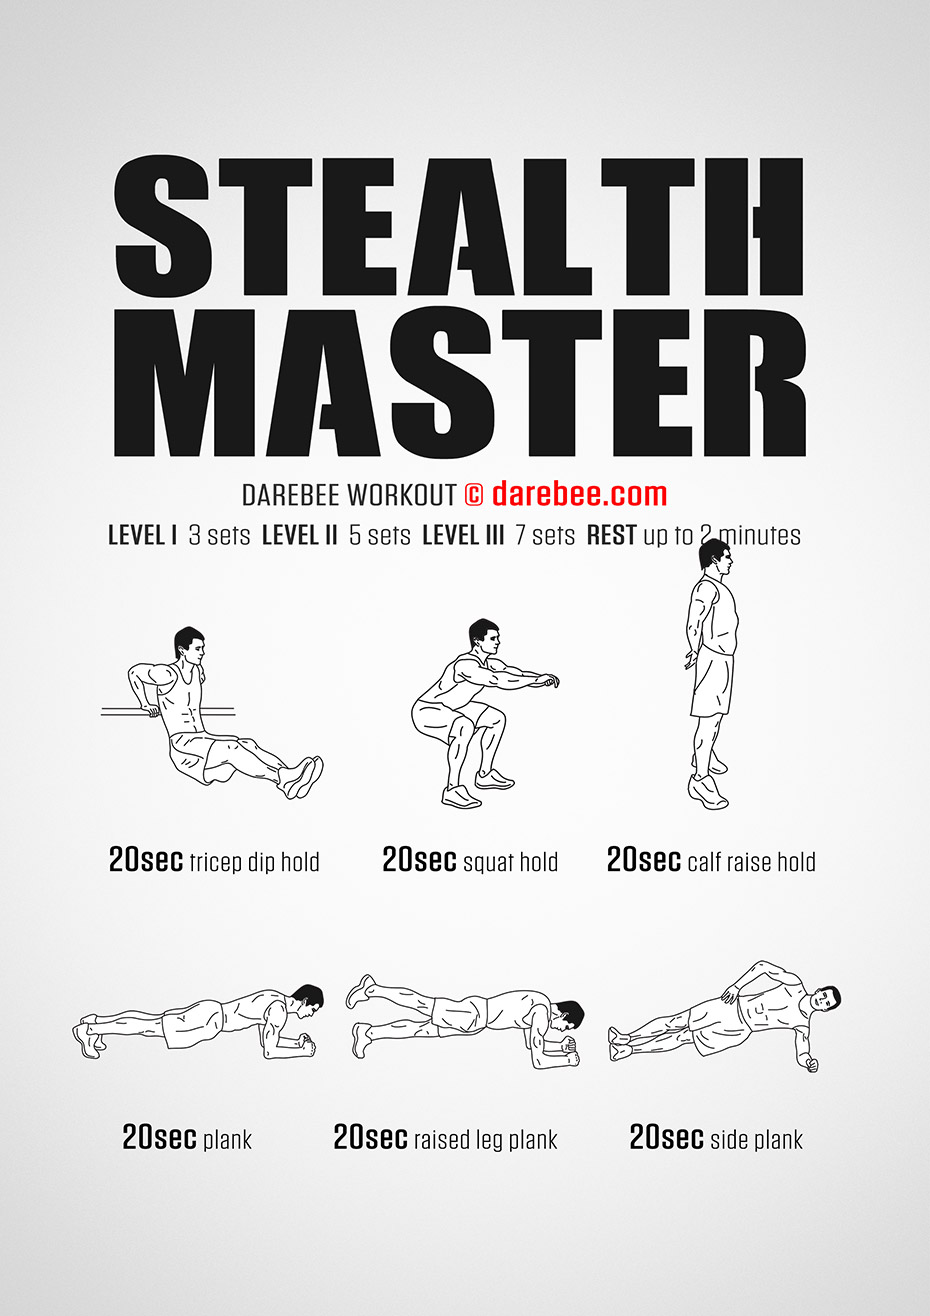 STEALTH
MASTER
DAREBEE WORKOUT © darebee.com
LEVEL I 3 sets LEVEL II 5 sets LEVEL III 7 sets REST up to 2 minutes
20sec tricep dip hold
20sec squat hold
20sec calf raise hold
20sec plank
20sec raised leg plank
20sec side plank